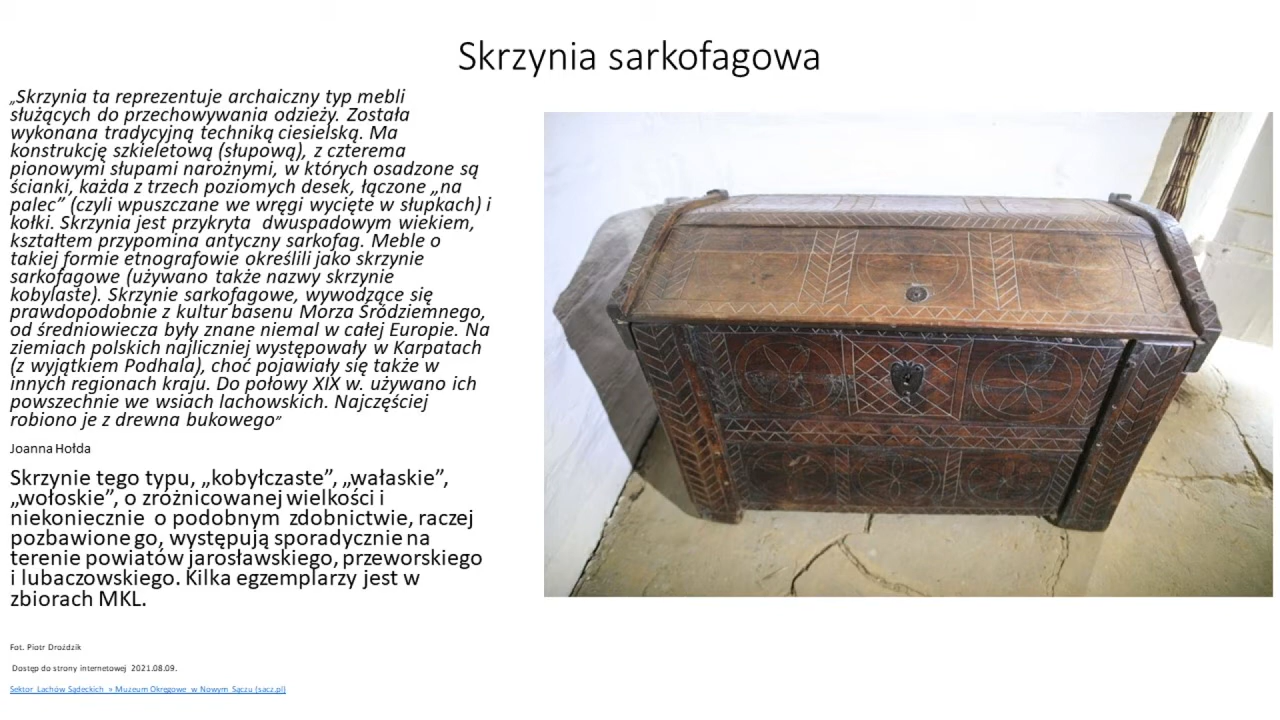 Skrzynia sarkofagowa
„Skrzynia ta reprezentuje archaiczny typ mebli
służących do przechowywania odzieży. Została
wykonana tradycyjną techniką ciesielską. Ma
konstrukcję szkieletową (słupową), z czterema
pionowymi słupami narożnymi, w których osadzone są
ścianki, każda z trzech poziomych desek, łączone „na
palec” (czyli wpuszczane we wręgi wycięte w słupkach) i
kołki. Skrzynia jest przykryta dwuspadowym wiekiem,
kształtem przypomina antyczny sarkofag. Meble o
takiej formie etnografowie określili jako skrzynie
sarkofagowe (używano także nazwy skrzynie
kobylaste). Skrzynie sarkofagowe, wywodzące się
prawdopodobnie z kultur basenu Morza Śródziemnego,
od średniowiecza były znane niemal w całej Europie. Na
ziemiach polskich najliczniej występowały w Karpatach
(z wyjątkiem Podhala), choć pojawiały się także w
innych regionach kraju. Do połowy XIX w. używano ich
powszechnie we wsiach lachowskich. Najczęściej
robiono je z drewna bukowego”
Joanna Hołda
Skrzynie tego typu, „kobyłczaste”, „wałaskie”,
„wołoskie”, o zróżnicowanej wielkości i
niekoniecznie o podobnym zdobnictwie, raczej
pozbawione go, występują sporadycznie na
terenie powiatów jarosławskiego, przeworskiego
i lubaczowskiego. Kilka egzemplarzy jest w
zbiorach MKL.
Fot. Piotr Droździk
Dostęp do strony internetowej 2021.08.09.
Sektor Lachów Sądeckich » Muzeum Okręgowe w Nowym Sączu (sacz.pl)